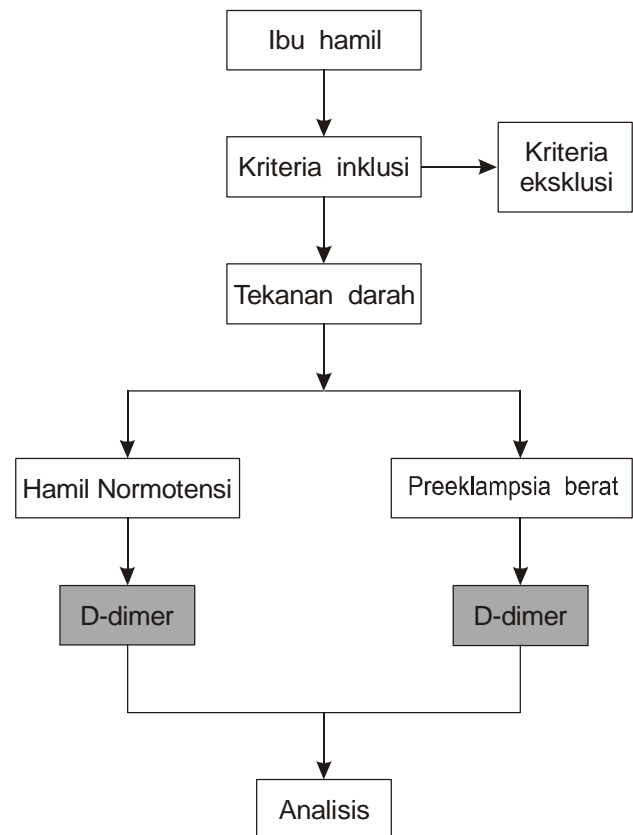 Ibu hamil
Kriteria inklusi
Kriteria
eksklusi
Tekanan darah
Hamil Normotensi
Preeklampsia berat
D-dimer
D-dimer
Analisis